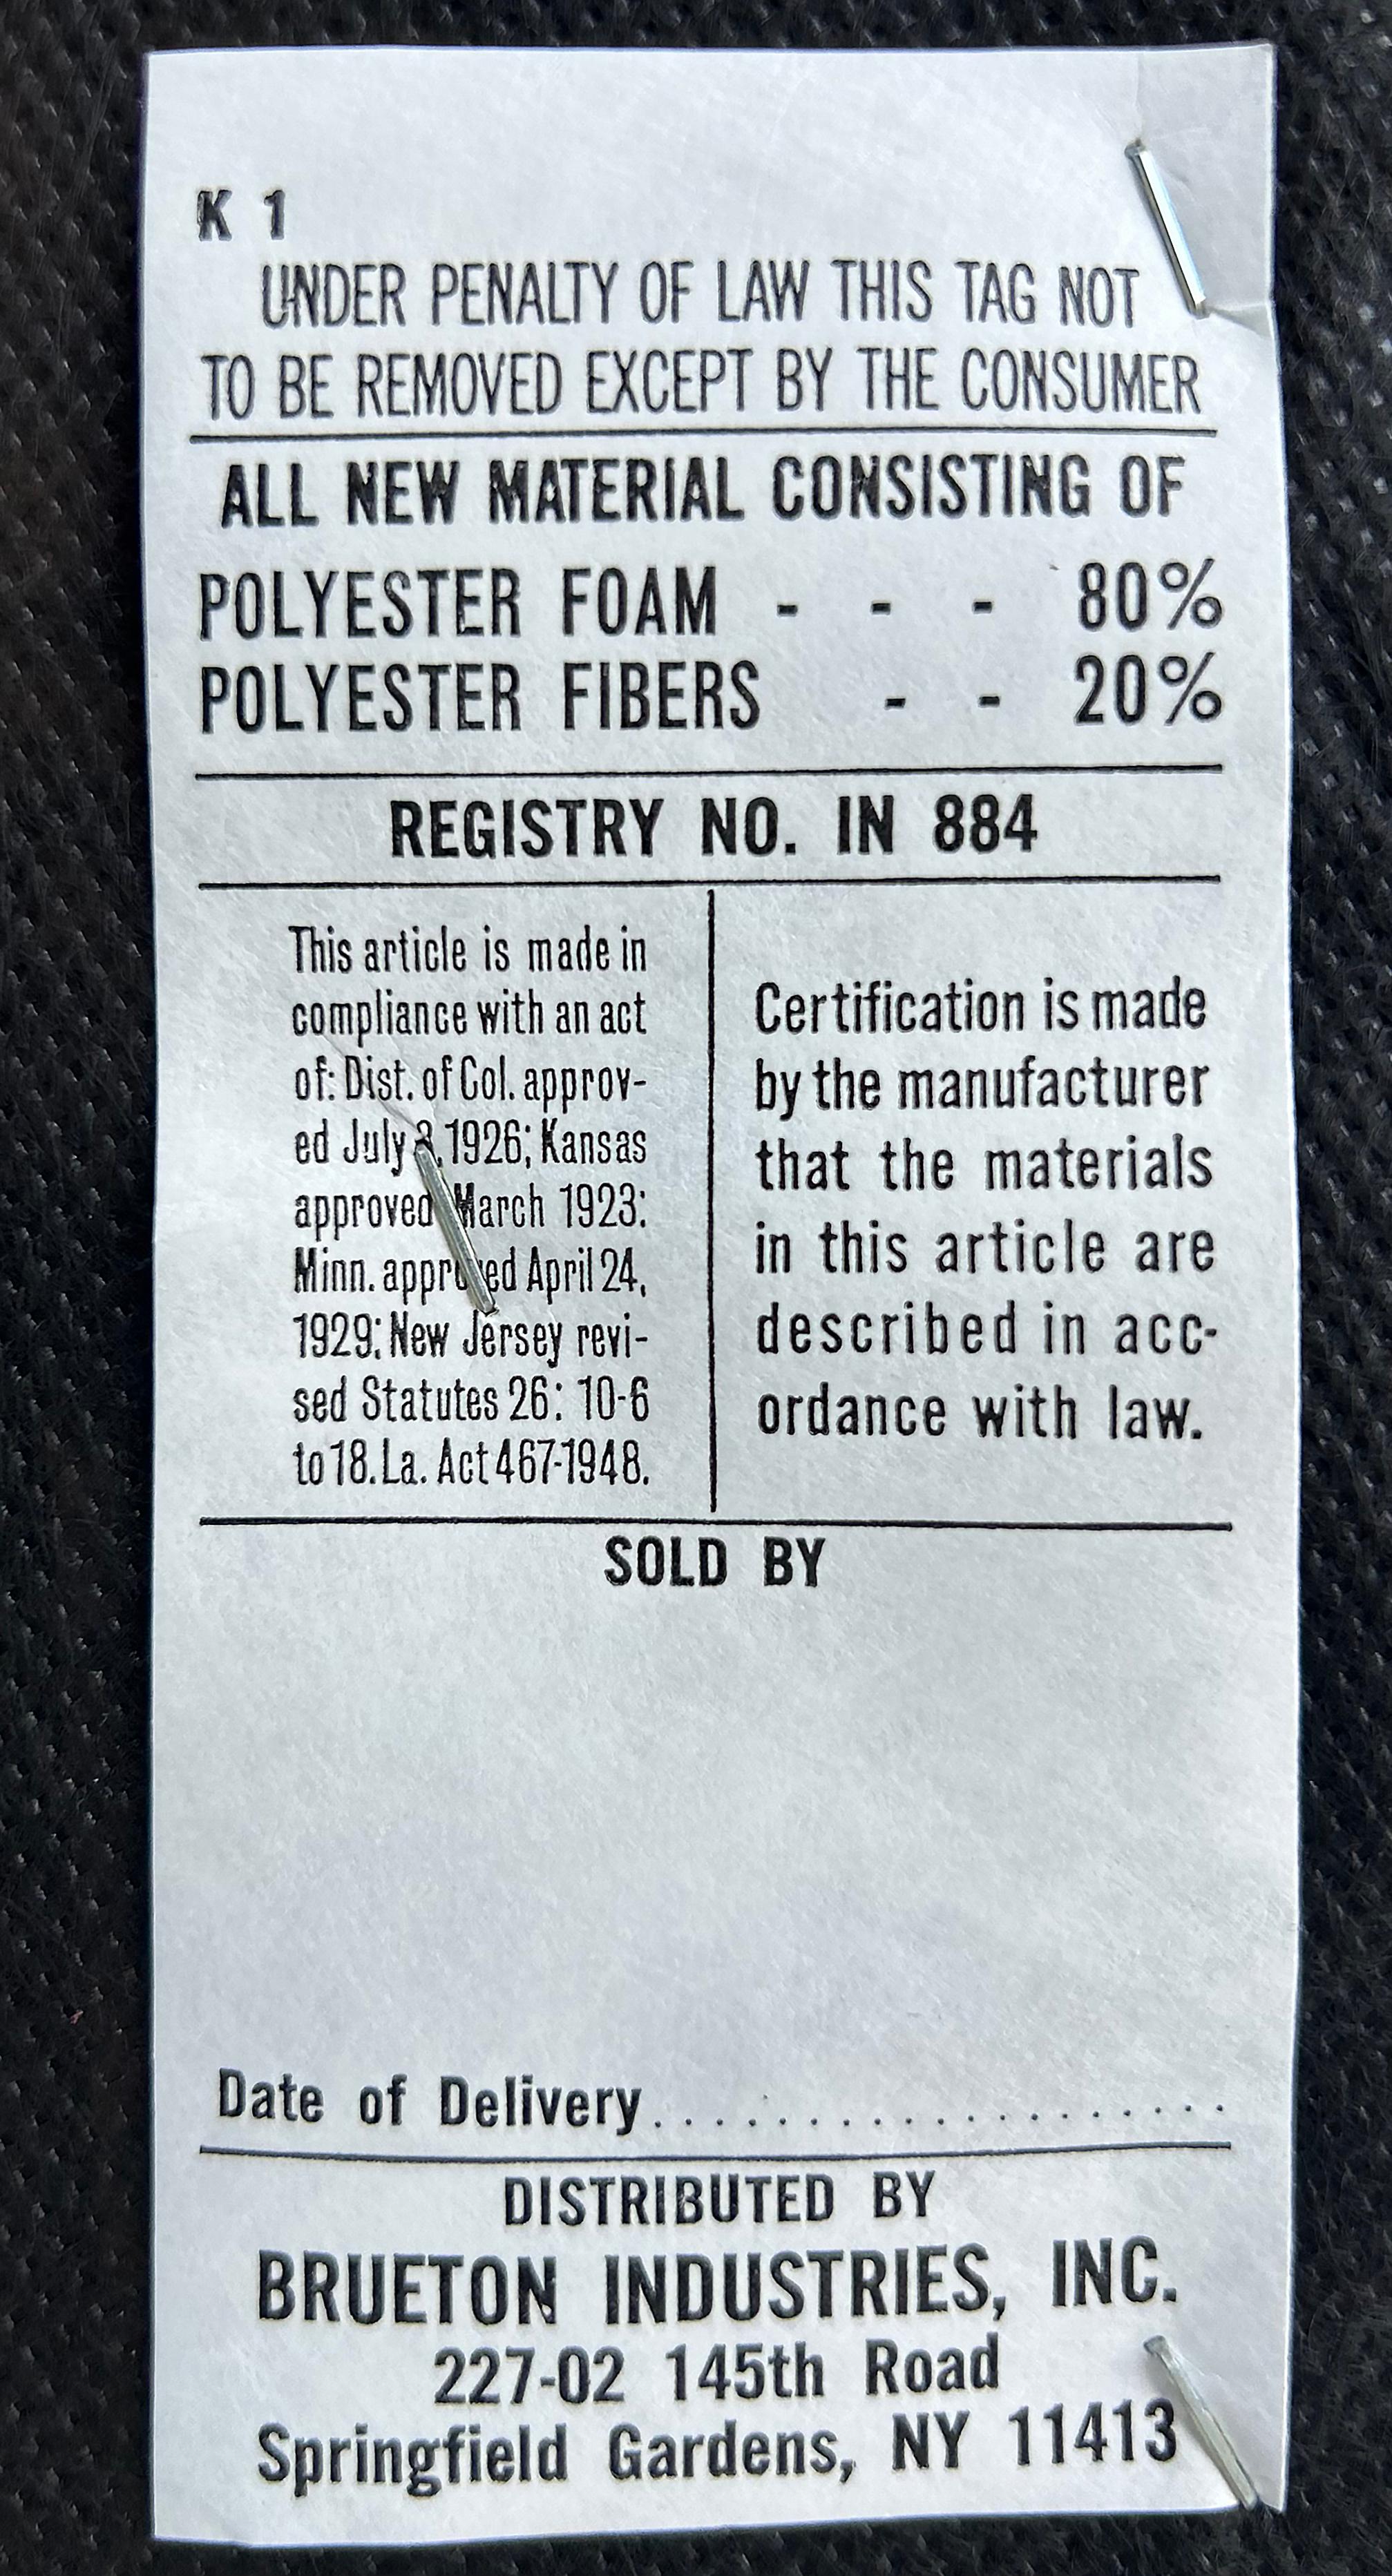 K 1
UNDER PENALTY OF LAW THIS TAG NOT
TO BE REMOVED EXCEPT BY THE CONSUMER
ALL NEW MATERIAL CONSISTING OF
POLYESTER FOAM - - - 80%
POLYESTER FIBERS - - 20%
REGISTRY NO. IN 884
This article is made in
compliance with an act
of: Dist. of Col. approv-
ed July 1926; Kansas
approved March 1923:
Minn. approved April 24,
1929; New Jersey revi-
sed Statutes 26: 10-6
to 18. La. Act 467-1948.
Certification is made
by the manufacturer
that the materials
in this article are
described in acc-
ordance with law.
SOLD BY
Date of Delivery....................
DISTRIBUTED BY
BRUETON INDUSTRIES, INC.
227-02 145th Road
Springfield Gardens, NY 11413